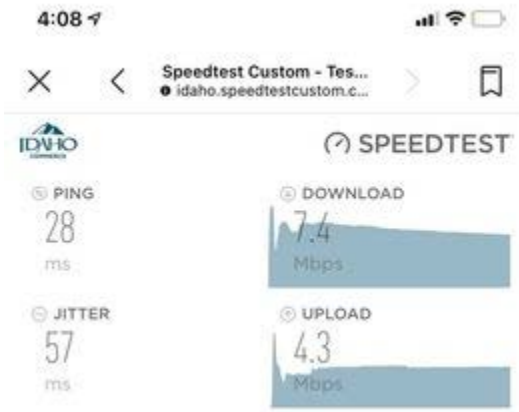 4:08
Speedtest Custom - Tes...
idaho.speedtestcustom.c...
IDAHO
COMMERCE
SPEEDTEST
PING
28
ms
DOWNLOAD
7.4
Mbps
JITTER
57
ms
UPLOAD
4.3
Mbps